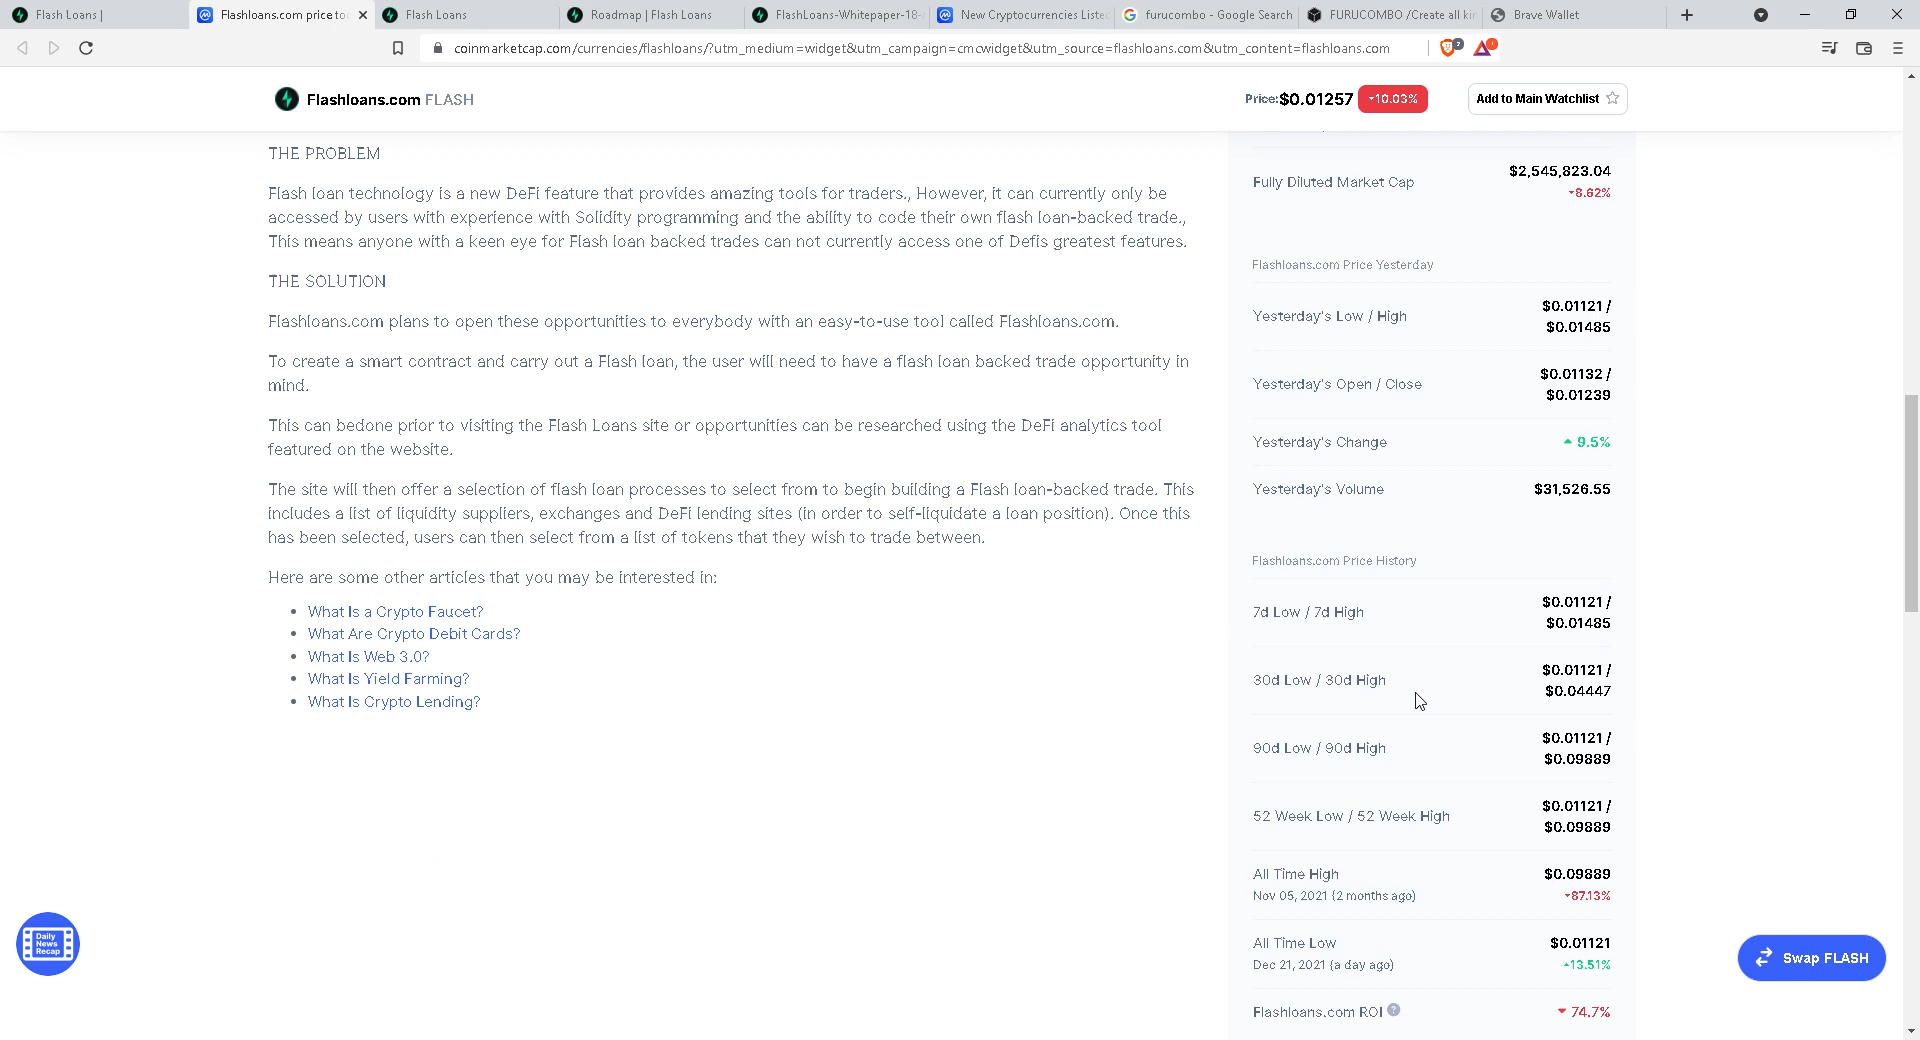 Flash Loans |
Flashloans.com price to
Flash Loans
Roadmap | Flash Loans
FlashLoans-Whitepaper-18-
New Cryptocurrencies Liste
furucombo - Google Search
FURUCOMBO /Create all kin
Brave Wallet
coinmarketcap.com/currencies/flashloans/?utm_medium=widget&utm_campaign=cmcwidget&utm_source=flashloans.com&utm_content=flashloans.com
Flashloans.com FLASH
Price:$0.01257 10.03%
Add to Main Watchlist
THE PROBLEM
Flash loan technology is a new DeFi feature that provides amazing tools for traders., However, it can currently only be
accessed by users with experience with Solidity programming and the ability to code their own flash loan-backed trade.,
This means anyone with a keen eye for Flash loan backed trades can not currently access one of Defis greatest features.
THE SOLUTION
Flashloans.com plans to open these opportunities to everybody with an easy-to-use tool called Flashloans.com.
To create a smart contract and carry out a Flash loan, the user will need to have a flash loan backed trade opportunity in
mind.
This can bedone prior to visiting the Flash Loans site or opportunities can be researched using the DeFi analytics tool
featured on the website.
The site will then offer a selection of flash loan processes to select from to begin building a Flash loan-backed trade. This
includes a list of liquidity suppliers, exchanges and DeFi lending sites (in order to self-liquidate a loan position). Once this
has been selected, users can then select from a list of tokens that they wish to trade between.
Here are some other articles that you may be interested in:
• What Is a Crypto Faucet?
• What Are Crypto Debit Cards?
• What Is Web 3.0?
• What Is Yield Farming?
• What Is Crypto Lending?
Fully Diluted Market Cap
$2,545,823.04
8.62%
Flashloans.com Price Yesterday
Yesterday's Low / High
$0.01121 /
$0.01485
Yesterday's Open / Close
$0.01132 /
$0.01239
Yesterday's Change
9.5%
Yesterday's Volume
$31,526.55
Flashloans.com Price History
7d Low / 7d High
$0.01121 /
$0.01485
30d Low / 30d High
$0.01121 /
$0.04447
90d Low / 90d High
$0.01121 /
$0.09889
52 Week Low / 52 Week High
$0.01121 /
$0.09889
All Time High
$0.09889
Nov 05, 2021 (2 months ago)
87.13%
All Time Low
$0.01121
Dec 21, 2021 (a day ago)
13.51%
Flashloans.com ROI ?
74.7%
Daily
News
Recap
Swap FLASH